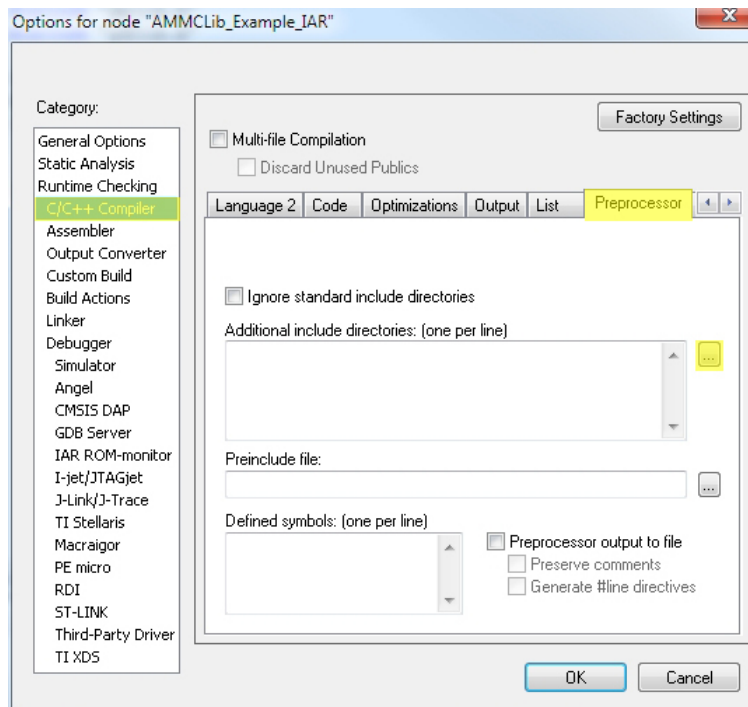 Options for node "AMMCLib_Example_IAR"
x
Category:
Factory Settings
General Options
Static Analysis
Runtime Checking
C/C++ Compiler
Assembler
Output Converter
Custom Build
Build Actions
Linker
Debugger
Simulator
Angel
CMSIS DAP
GDB Server
IAR ROM-monitor
I-jet/JTAGjet
J-Link/J-Trace
TI Stellaris
Macraigor
PE micro
RDI
ST-LINK
Third-Party Driver
TI XDS
Multi-file Compilation
Discard Unused Publics
Language 2 Code Optimizations Output List Preprocessor
Ignore standard include directories
Additional include directories: (one per line)
...
Preinclude file:
...
Defined symbols: (one per line)
Preprocessor output to file
Preserve comments
Generate #line directives
OK Cancel